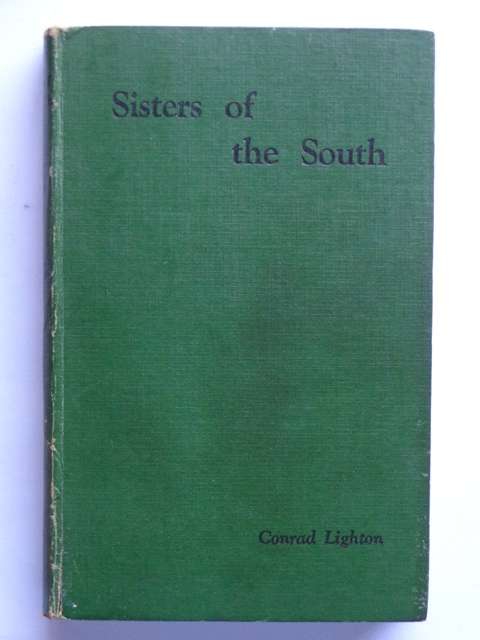 Sisters of
the South
Conrad Lighton